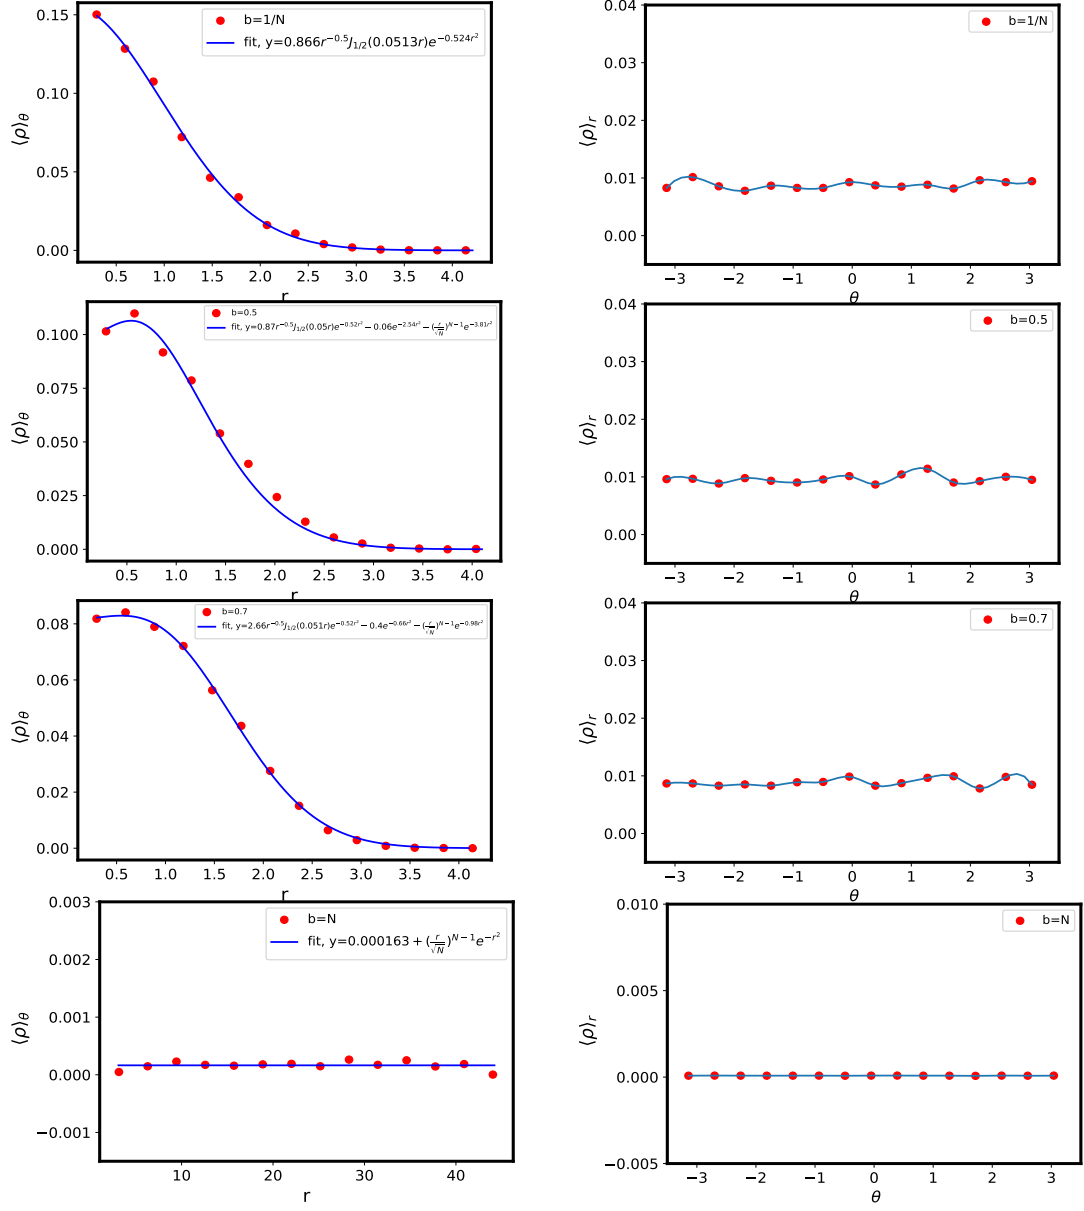 0.15
0.10
0.05
0.00
⟨ρ⟩θ
b=1/N
fit, y=0.866r^{-0.5}J_{1/2}(0.0513r)e^{-0.524r^2}
0.5 1.0 1.5 2.0 2.5 3.0 3.5 4.0
r
0.04
0.03
0.02
0.01
0.00
⟨ρ⟩r
b=1/N
−3 −2 −1 0 1 2 3
θ
0.100
0.075
0.050
0.025
0.000
⟨ρ⟩θ
b=0.5
fit, y=0.87r^{-0.5}J_{1/2}(0.05r)e^{-0.52r^2} − 0.06e^{-2.54r^2} − (r/√N)^{N−1}e^{-3.81r^2}
0.5 1.0 1.5 2.0 2.5 3.0 3.5 4.0
r
0.04
0.03
0.02
0.01
0.00
⟨ρ⟩r
b=0.5
−3 −2 −1 0 1 2 3
θ
0.08
0.06
0.04
0.02
0.00
⟨ρ⟩θ
b=0.7
fit, y=2.66r^{-0.5}J_{1/2}(0.051r)e^{-0.52r^2} − 0.4e^{-0.66r^2} − (r/√N)^{N−1}e^{-0.98r^2}
0.5 1.0 1.5 2.0 2.5 3.0 3.5 4.0
r
0.04
0.03
0.02
0.01
0.00
⟨ρ⟩r
b=0.7
−3 −2 −1 0 1 2 3
θ
0.003
0.002
0.001
0.000
−0.001
⟨ρ⟩θ
b=N
fit, y=0.000163 + (r/√N)^{N−1}e^{-r^2}
10 20 30 40
r
0.010
0.005
0.000
−0.005
⟨ρ⟩r
b=N
−3 −2 −1 0 1 2 3
θ